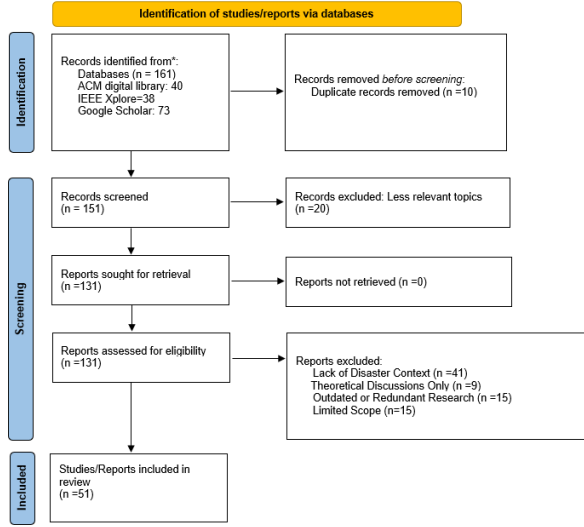 Identification of studies/reports via databases
Identification
Records identified from*:
Databases (n = 161)
ACM digital library: 40
IEEE Xplore=38
Google Scholar: 73
Records removed before screening:
Duplicate records removed (n =10)
Screening
Records screened
(n = 151)
Records excluded: Less relevant topics
(n =20)
Reports sought for retrieval
(n =131)
Reports not retrieved (n =0)
Reports assessed for eligibility
(n =131)
Reports excluded:
Lack of Disaster Context (n =41)
Theoretical Discussions Only (n =9)
Outdated or Redundant Research (n =15)
Limited Scope (n=15)
Included
Studies/Reports included in
review
(n =51)